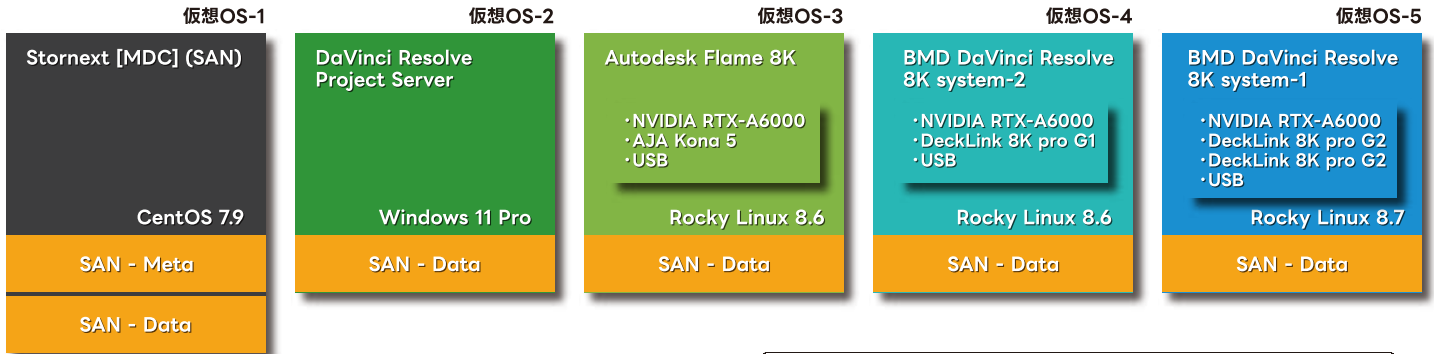 仮想OS-1
Stornext [MDC] (SAN)
CentOS 7.9
SAN - Meta
SAN - Data
仮想OS-2
DaVinci Resolve
Project Server
Windows 11 Pro
SAN - Data
仮想OS-3
Autodesk Flame 8K
・NVIDIA RTX-A6000
・AJA Kona 5
・USB
Rocky Linux 8.6
SAN - Data
仮想OS-4
BMD DaVinci Resolve
8K system-2
・NVIDIA RTX-A6000
・DeckLink 8K pro G1
・USB
Rocky Linux 8.6
SAN - Data
仮想OS-5
BMD DaVinci Resolve
8K system-1
・NVIDIA RTX-A6000
・DeckLink 8K pro G2
・DeckLink 8K pro G2
・USB
Rocky Linux 8.7
SAN - Data